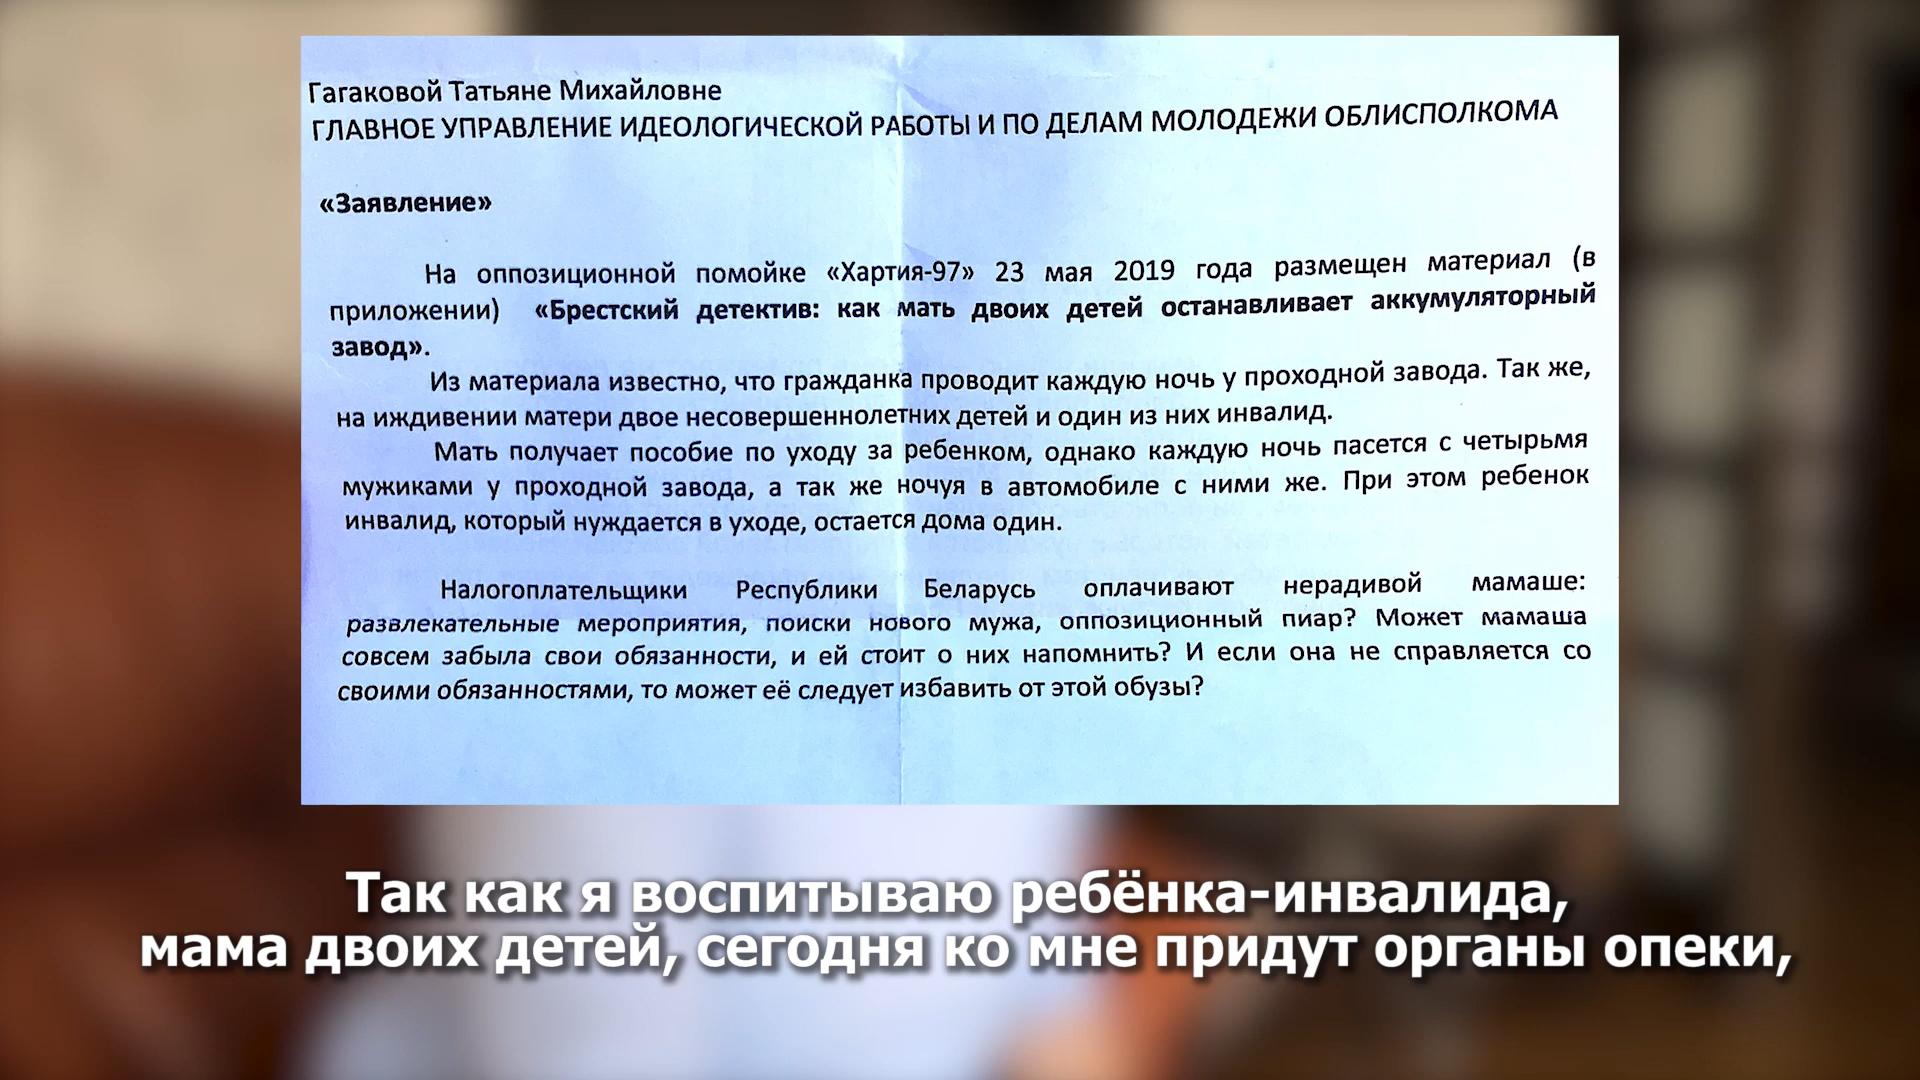 Гагаковой Татьяне Михайловне
ГЛАВНОЕ УПРАВЛЕНИЕ ИДЕОЛОГИЧЕСКОЙ РАБОТЫ И ПО ДЕЛАМ МОЛОДЕЖИ ОБЛИСПОЛКОМА
«Заявление»
На оппозиционной помойке «Хартия-97» 23 мая 2019 года размещен материал (в
приложении) «Брестский детектив: как мать двоих детей останавливает аккумуляторный
завод».
Из материала известно, что гражданка проводит каждую ночь у проходной завода. Так же,
на иждивении матери двое несовершеннолетних детей и один из них инвалид.
Мать получает пособие по уходу за ребенком, однако каждую ночь пасется с четырьмя
мужиками у проходной завода, а так же ночуя в автомобиле с ними же. При этом ребенок
инвалид, который нуждается в уходе, остается дома один.
Налогоплательщики Республики Беларусь оплачивают нерадивой мамаше:
развлекательные мероприятия, поиски нового мужа, оппозиционный пиар? Может мамаша
совсем забыла свои обязанности, и ей стоит о них напомнить? И если она не справляется со
своими обязанностями, то может её следует избавить от этой обузы?
Так как я воспитываю ребёнка-инвалида,
мама двоих детей, сегодня ко мне придут органы опеки,